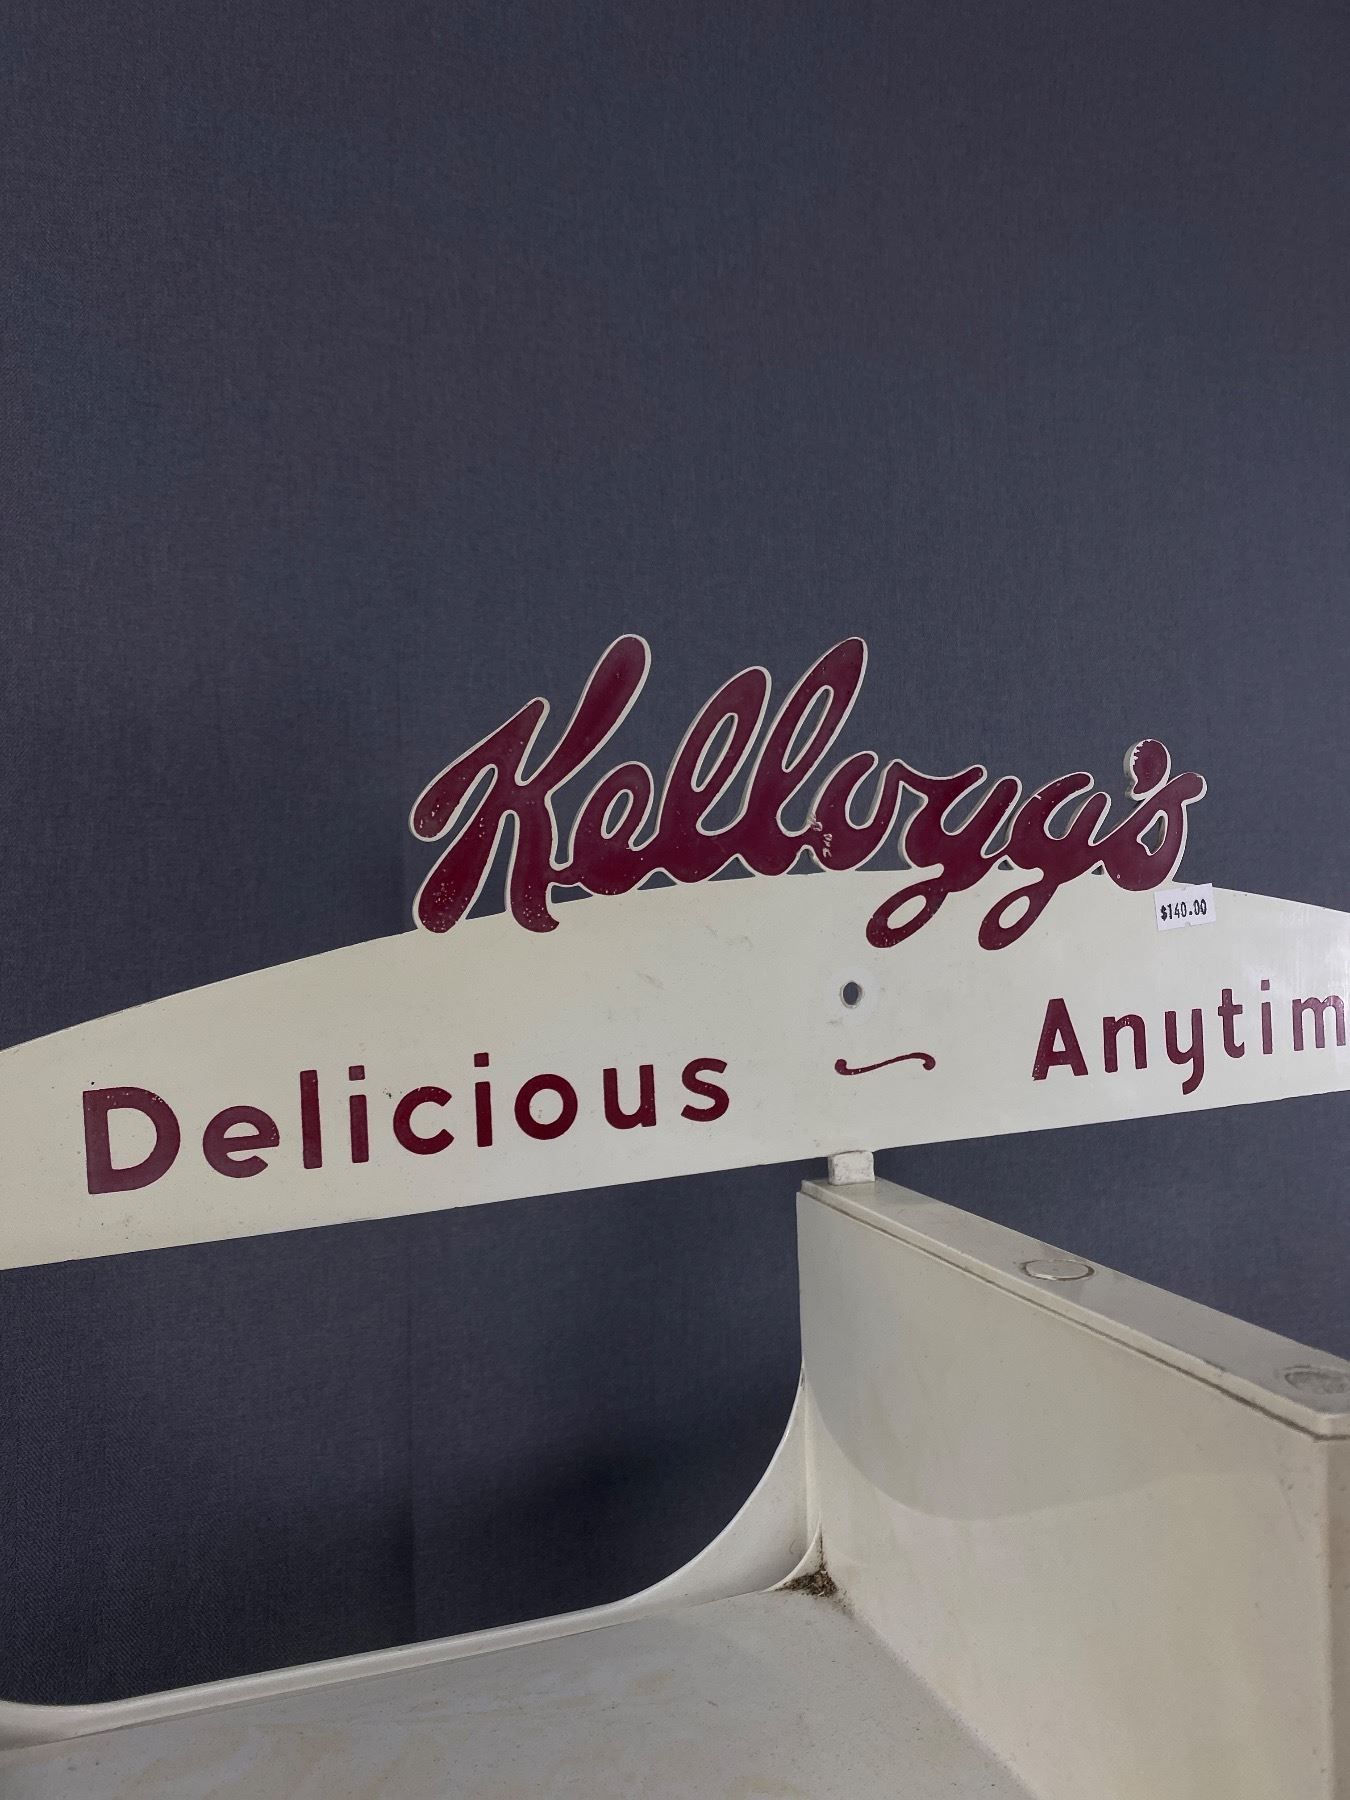 Kellogg's
$140.00
Delicious ~ Anytim